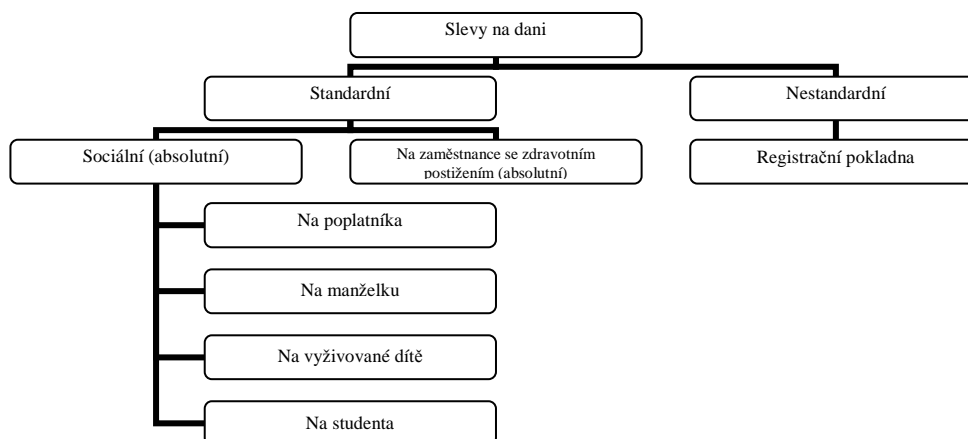 Slevy na dani
Standardní
Nestandardní
Sociální (absolutní)
Na zaměstnance se zdravotním
postižením (absolutní)
Registrační pokladna
Na poplatníka
Na manželku
Na vyživované dítě
Na studenta